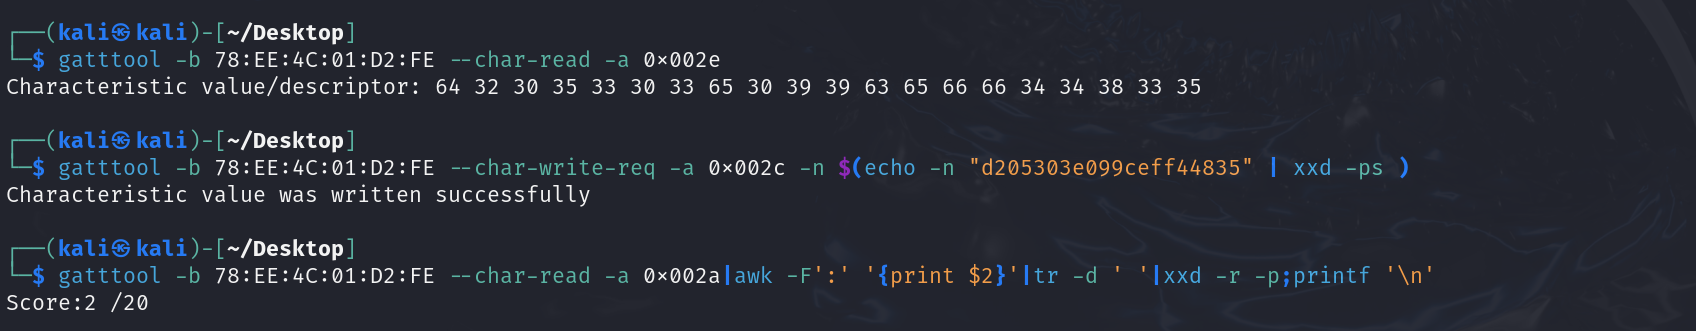 ┌──(kali㉿kali)-[~/Desktop]
└─$ gatttool -b 78:EE:4C:01:D2:FE --char-read -a 0×002e
Characteristic value/descriptor: 64 32 30 35 33 30 33 65 30 39 39 63 65 66 66 34 34 38 33 35
┌──(kali㉿kali)-[~/Desktop]
└─$ gatttool -b 78:EE:4C:01:D2:FE --char-write-req -a 0×002c -n $(echo -n "d205303e099ceff44835" | xxd -ps )
Characteristic value was written successfully
┌──(kali㉿kali)-[~/Desktop]
└─$ gatttool -b 78:EE:4C:01:D2:FE --char-read -a 0×002a|awk -F':' '{print $2}'|tr -d ' '|xxd -r -p;printf '\n'
Score:2 /20